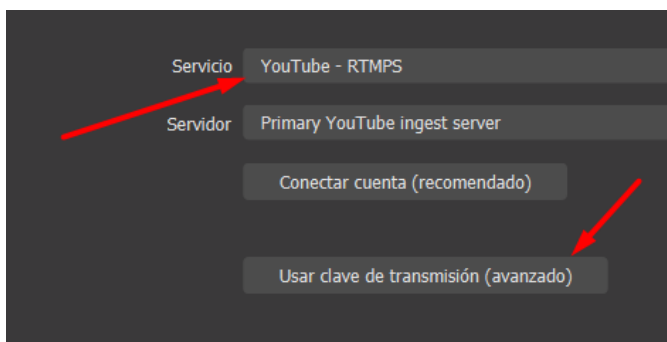 Servicio YouTube - RTMPS
Servidor Primary YouTube ingest server
Conectar cuenta (recomendado)
Usar clave de transmisión (avanzado)